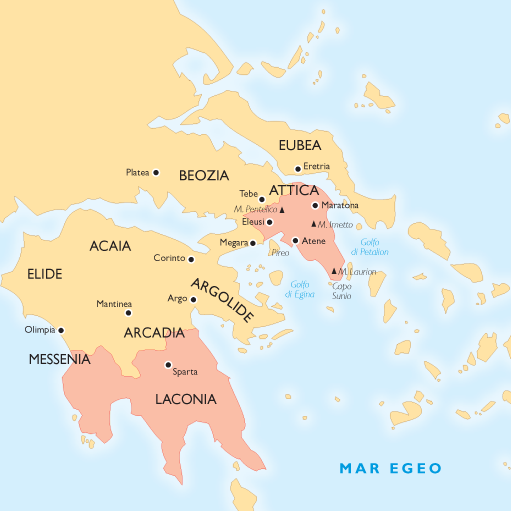 EUBEA
Eretria
Platea
BEOZIA
Tebe
ATTICA
M. Pentelico
Maratona
Eleusi
M. Imetto
Megara
Pireo
Atene
Golfo
di Petalion
ACAIA
Corinto
M. Laurion
ELIDE
ARGOLIDE
Golfo
di Egina
Capo
Sunio
Mantinea
Argo
Olimpia
ARCADIA
MESSENIA
Sparta
LACONIA
MAR EGEO